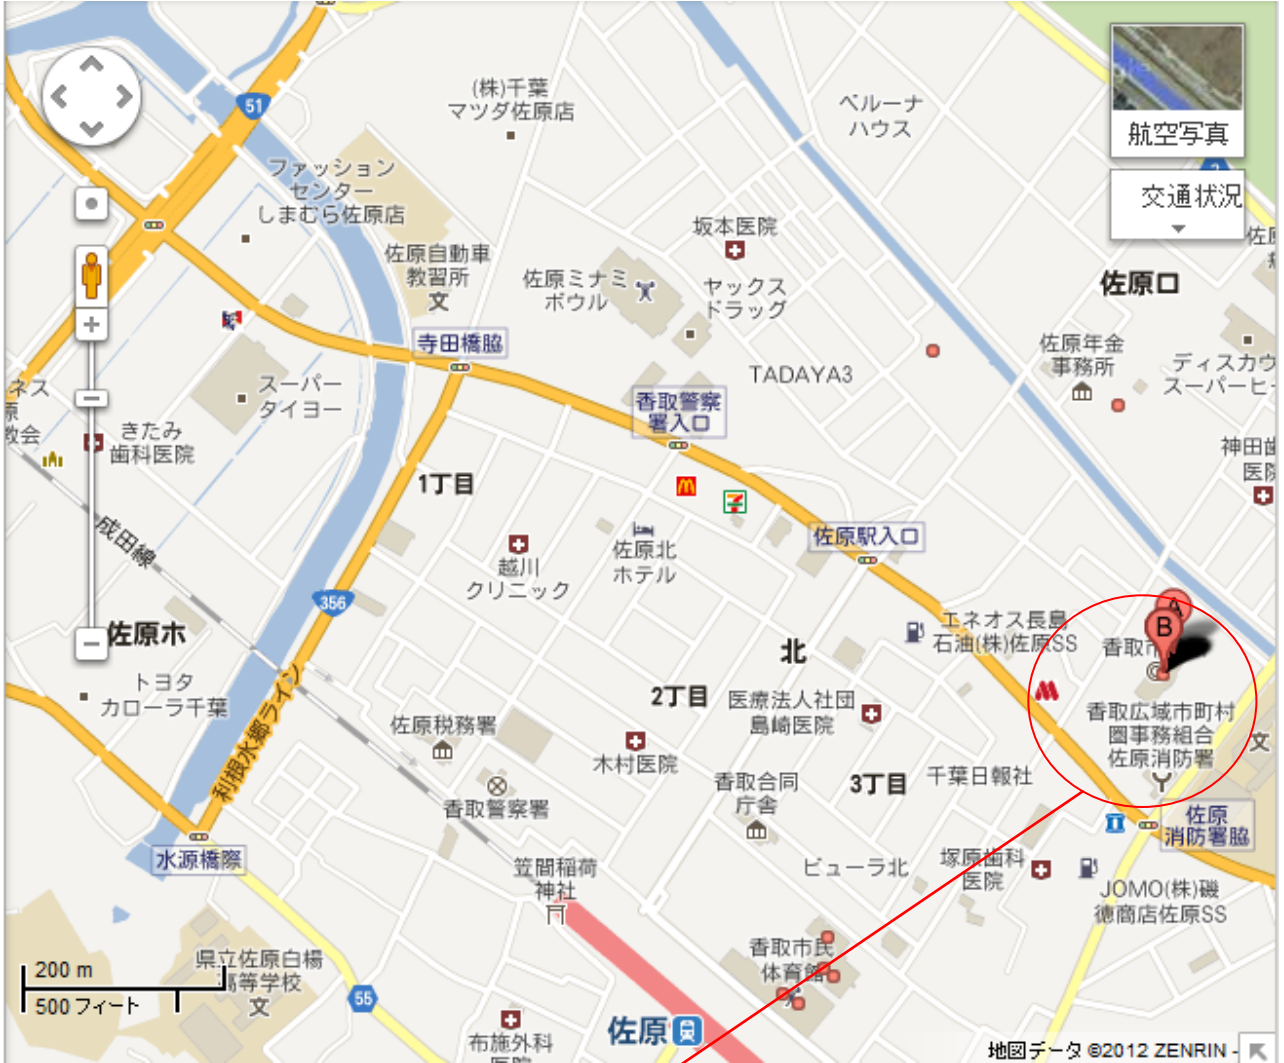 51
(株)千葉
マツダ佐原店
ベルーナ
ハウス
航空写真
交通状況
ファッション
センター
しまむら佐原店
佐原自動車
教習所
文
坂本医院
佐原ミナミ
ボウル
ヤックス
ドラッグ
佐原口
佐原年金
事務所
ディスカウ
スーパーヒー
寺田橋脇
TADAYA3
スーパー
タイヨー
香取警察
署入口
ネス
原
教会
きたみ
歯科医院
神田歯
医院
1丁目
成田線
佐原駅入口
佐原北
ホテル
越川
クリニック
356
A
B
エネオス長島
石油(株)佐原SS
香取市
佐原ホ
北
トヨタ
カローラ千葉
2丁目
医療法人社団
島崎医院
香取広域市町村
圏事務組合
佐原消防署
文
利根水郷ライン
佐原税務署
木村医院
香取合同
庁舎
3丁目
千葉日報社
香取警察署
佐原
消防署脇
水源橋際
笠間稲荷
神社
ビューラ北
塚原歯科
医院
JOMO(株)磯
徳商店佐原SS
県立佐原白楊
高等学校
文
香取市民
体育館
200 m
500 フィート
55
佐原
布施外科
医院
地図データ ©2012 ZENRIN -